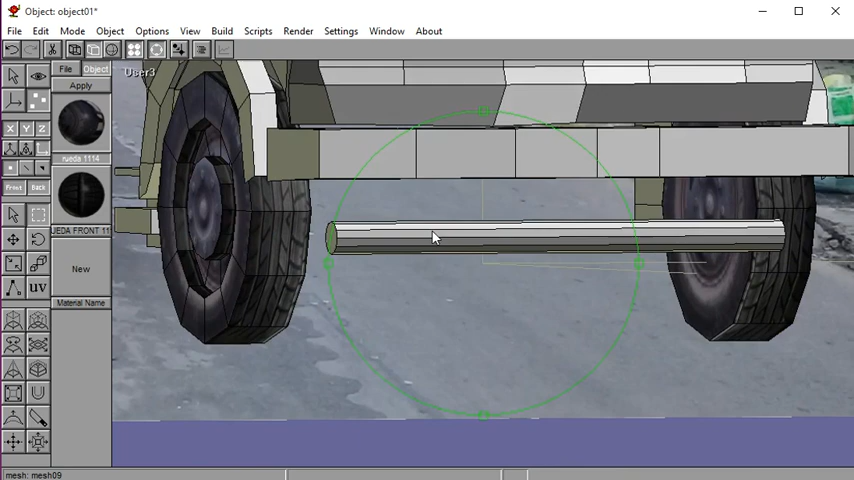 Object: object01*
File Edit Mode Object Options View Build Scripts Render Settings Window About
File Object
User3
Apply
X Y Z
rueda 1114
Front Back
UEDA FRONT 11
uv
New
Material Name
mesh: mesh09